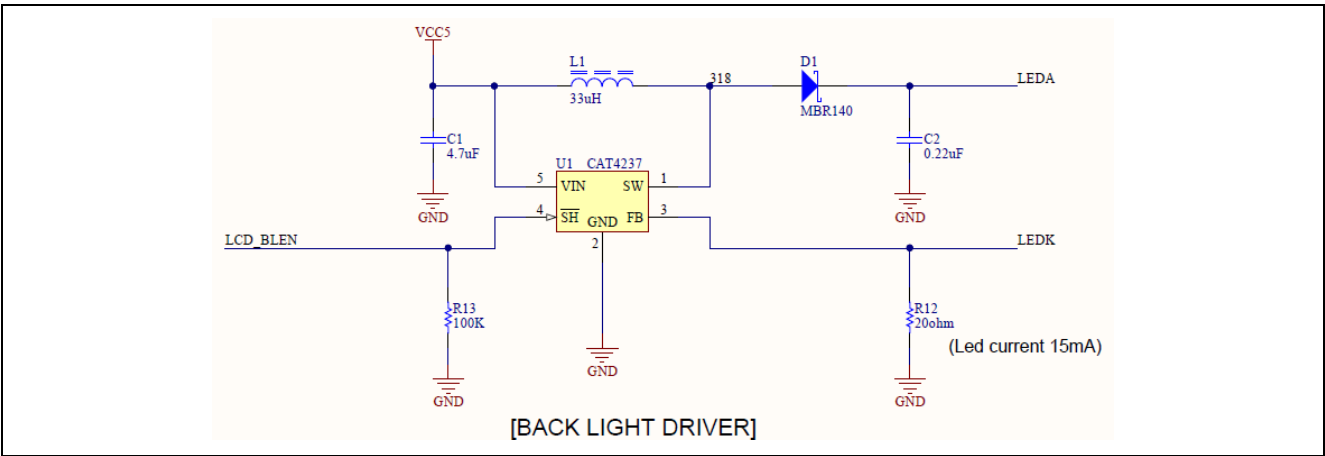 VCC5
L1
33uH
318
D1
MBR140
LEDA
C1
4.7uF
C2
0.22uF
GND
GND
U1 CAT4237
5 VIN SW 1
4 SH GND FB 3
2
LCD_BLEN
LEDK
R13
100K
R12
20ohm
(Led current 15mA)
GND
GND
GND
[BACK LIGHT DRIVER]